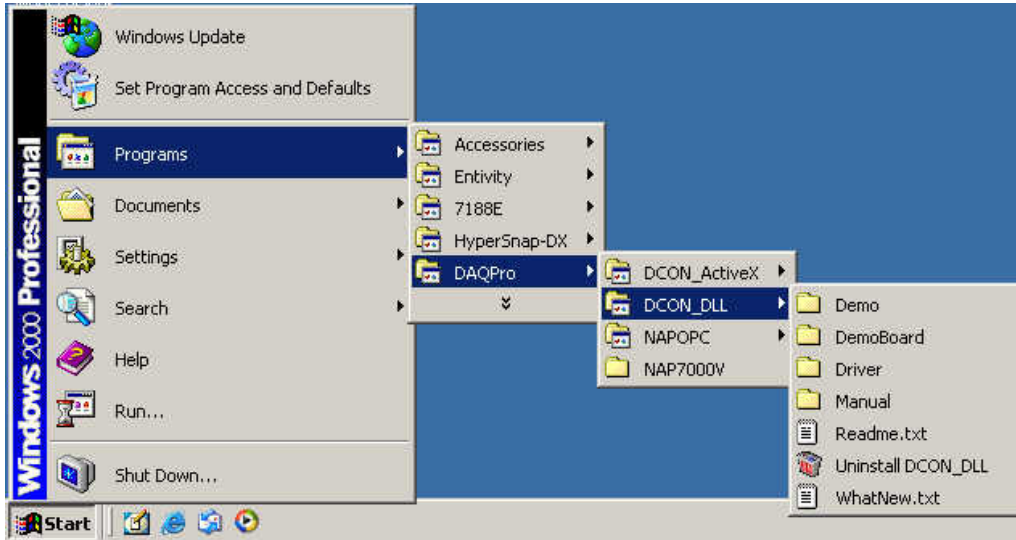 Windows 2000 Professional
Windows Update
Set Program Access and Defaults
Programs
Documents
Settings
Search
Help
Run...
Shut Down...
Start
Accessories
Entivity
7188E
HyperSnap-DX
DAQPro
DCON_ActiveX
DCON_DLL
NAPOPC
NAP7000V
Demo
DemoBoard
Driver
Manual
Readme.txt
Uninstall DCON_DLL
WhatNew.txt